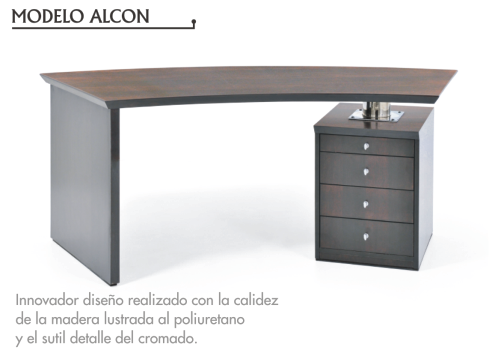 MODELO ALCON
Innovador diseño realizado con la calidez
de la madera lustrada al poliuretano
y el sutil detalle del cromado.